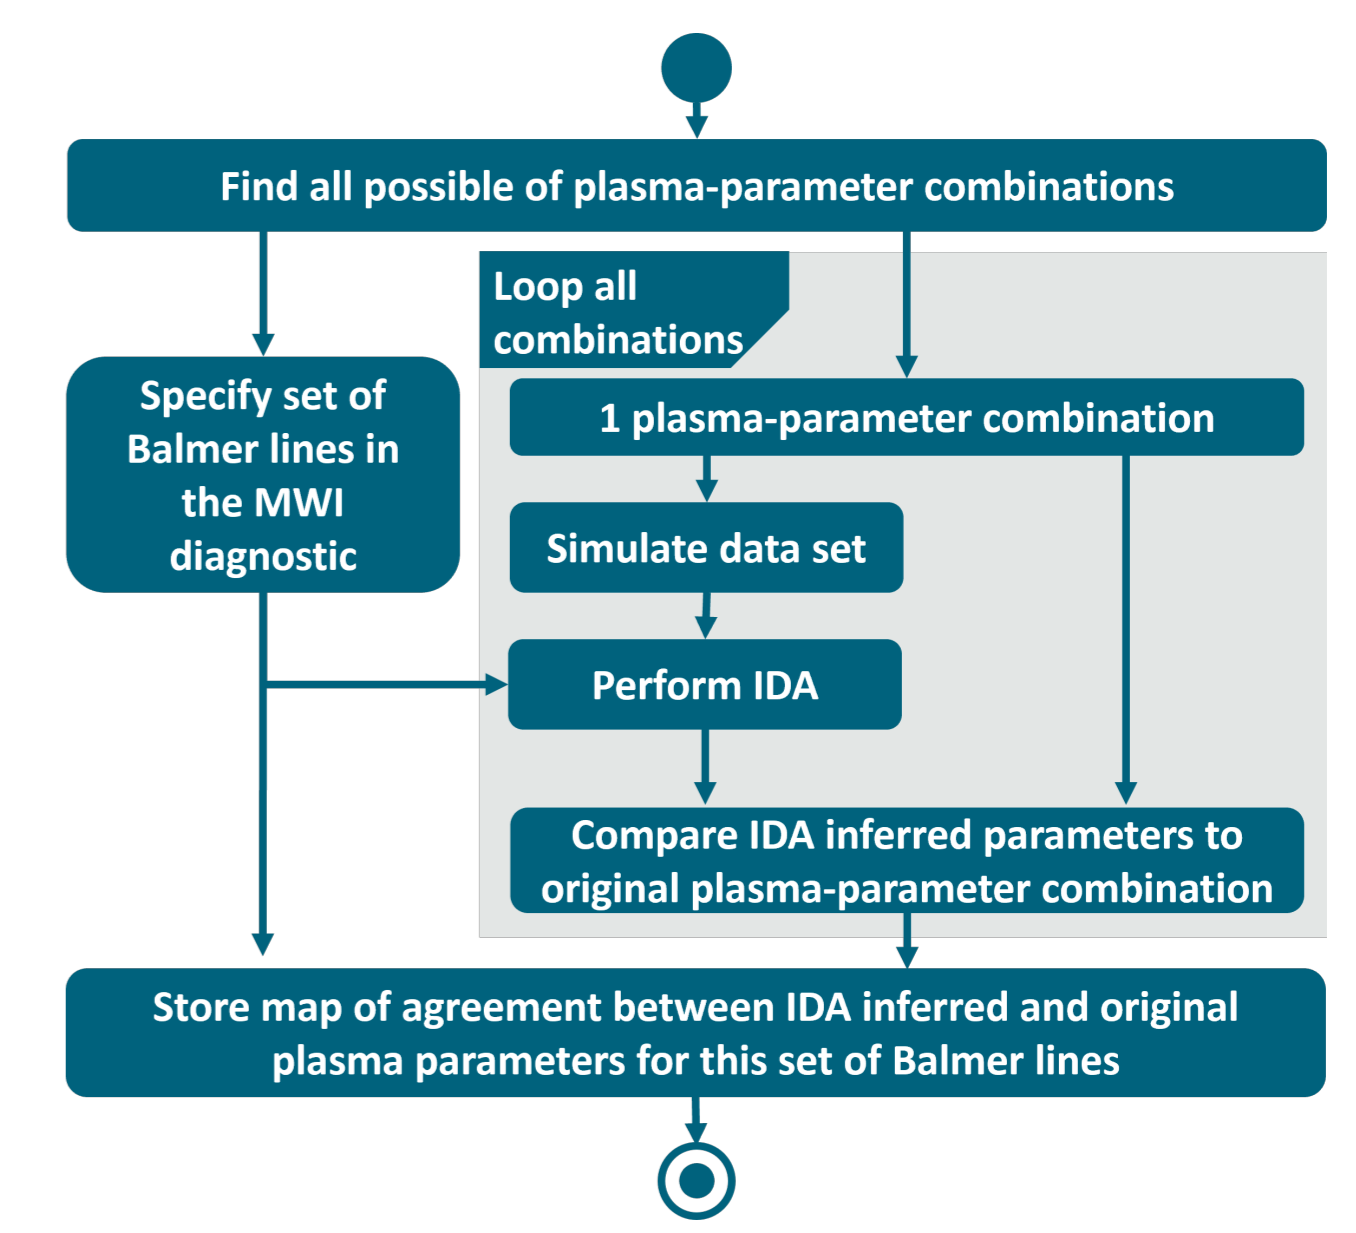 Find all possible of plasma-parameter combinations
Loop all
combinations
Specify set of
Balmer lines in
the MWI
diagnostic
1 plasma-parameter combination
Simulate data set
Perform IDA
Compare IDA inferred parameters to
original plasma-parameter combination
Store map of agreement between IDA inferred and original
plasma parameters for this set of Balmer lines